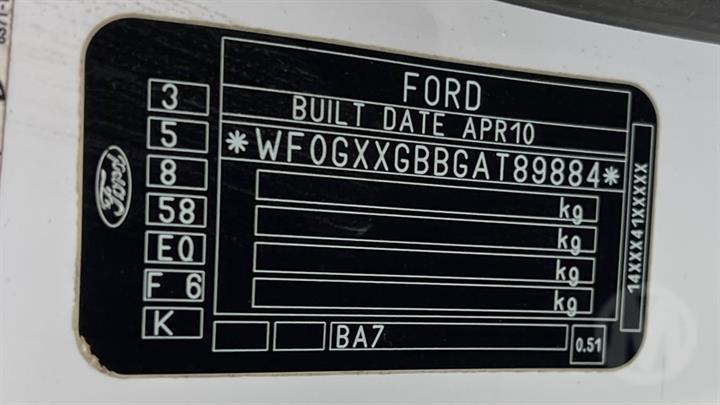 FORD
BUILT DATE APR10
*WF0GXXGBBGAT89884*
kg
kg
kg
kg
3
5
8
58
EQ
F 6
K
Ford
BA7
0.51
14XXX41XXXXX